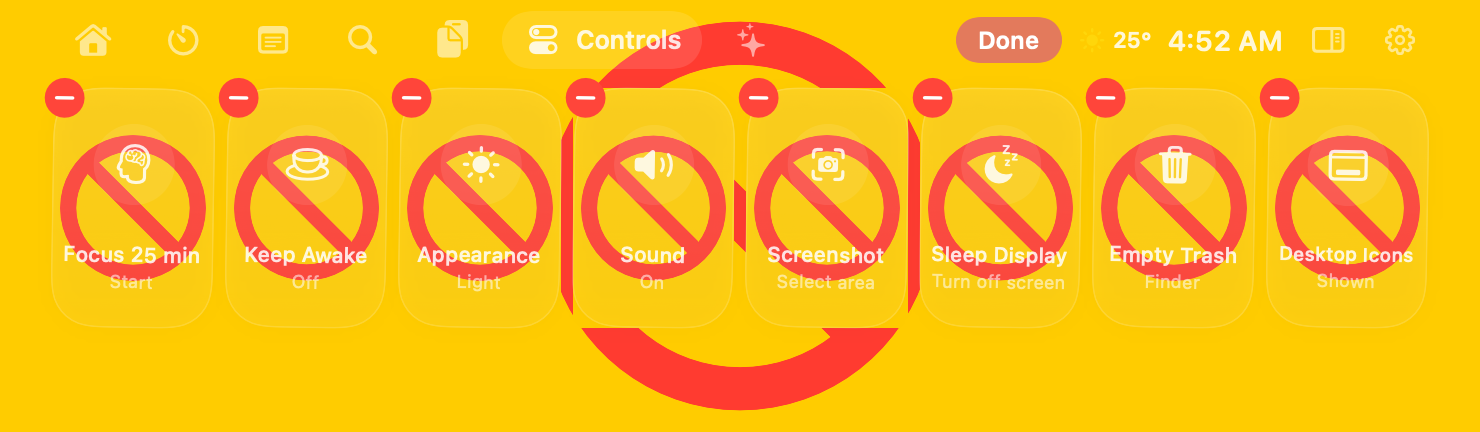 Controls
Done
25°
4:52 AM
Focus 25 min
Start
Keep Awake
Off
Appearance
Light
Sound
On
Screenshot
Select area
Sleep Display
Turn off screen
Empty Trash
Finder
Desktop Icons
Shown